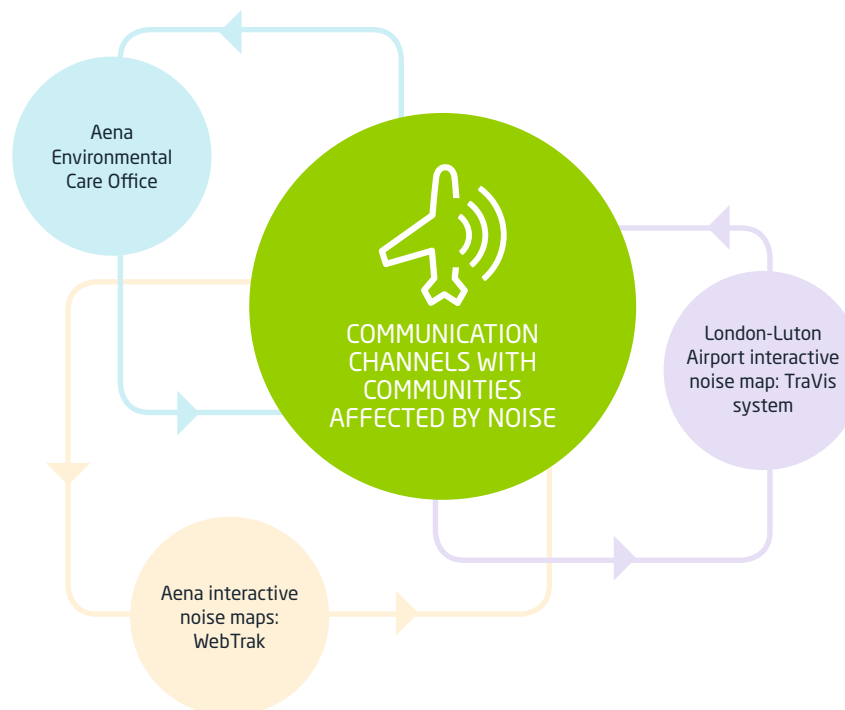 Aena
Environmental
Care Office
COMMUNICATION
CHANNELS WITH
COMMUNITIES
AFFECTED BY NOISE
London-Luton
Airport interactive
noise map: TraVis
system
Aena interactive
noise maps:
WebTrak